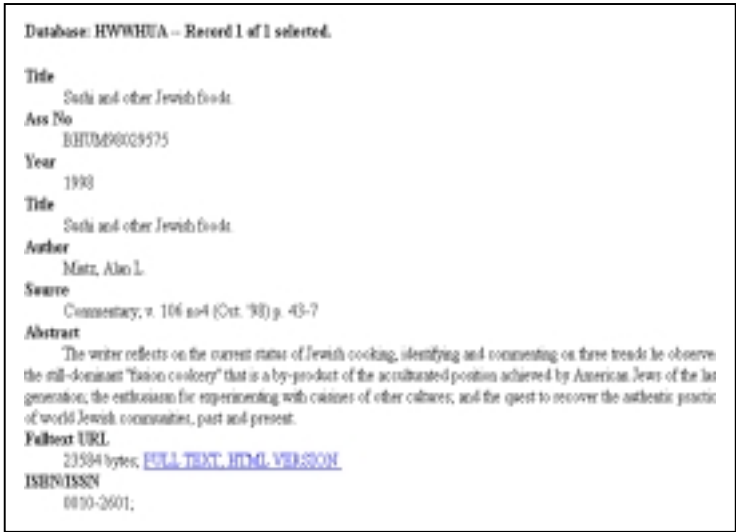 Database: HWWHUA -- Record 1 of 1 selected.
Title
Sushi and other Jewish foods.
Ass No
BHUM98029575
Year
1998
Title
Sushi and other Jewish foods.
Author
Mintz, Alan L.
Source
Commentary; v. 106 no4 (Oct. '98) p. 43-7
Abstract
The writer reflects on the current status of Jewish cooking, identifying and commenting on three trends he observe
the still-dominant "fusion cookery" that is a by-product of the acculturated position achieved by American Jews of the las
generation; the enthusiasm for experimenting with cuisines of other cultures; and the quest to recover the authentic practic
of world Jewish communities, past and present.
Fulltext URL
23584 bytes; FULL TEXT, HTML VERSION
ISBN/ISSN
0010-2601;